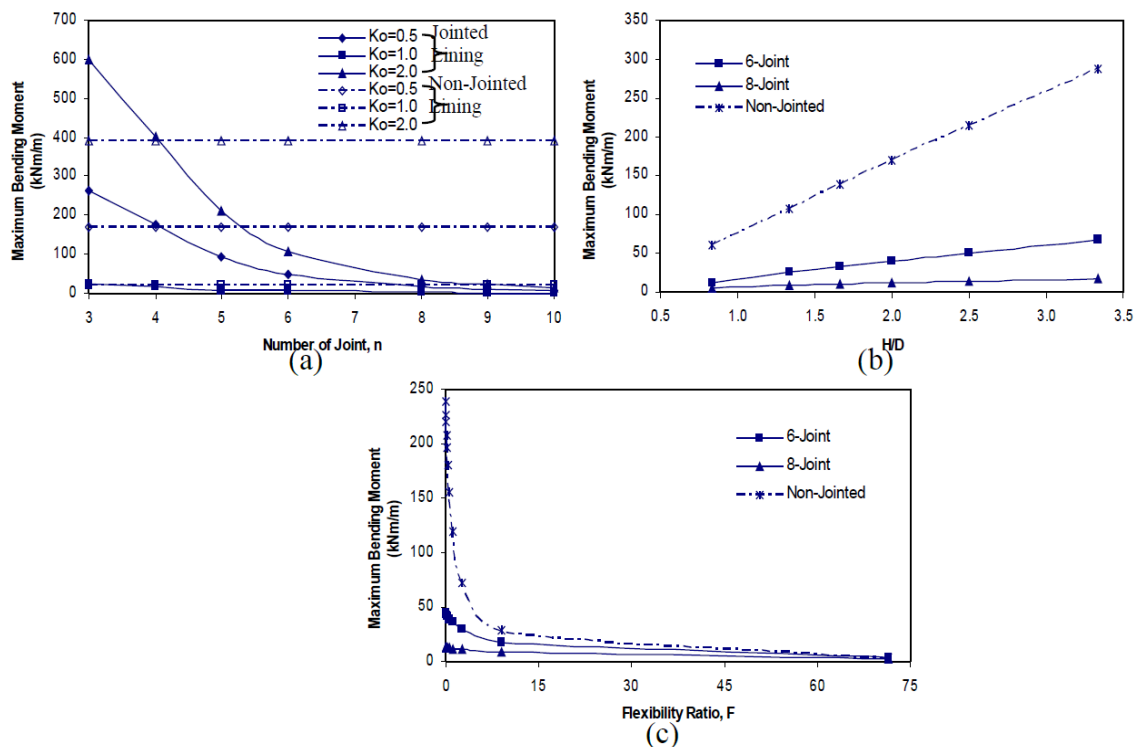 700
600
500
400
300
200
100
0
Maximum Bending Moment
(kNm/m)
3 4 5 6 7 8 9 10
Number of Joint, n
Ko=0.5
Ko=1.0
Ko=2.0
Ko=0.5
Ko=1.0
Ko=2.0
Jointed
Lining
Non-Jointed
Lining
(a)
350
300
250
200
150
100
50
0
Maximum Bending Moment
(kNm/m)
0.5 1.0 1.5 2.0 2.5 3.0 3.5
H/D
6-Joint
8-Joint
Non-Jointed
(b)
250
200
150
100
50
0
Maximum Bending Moment
(kNm/m)
0 15 30 45 60 75
Flexibility Ratio, F
6-Joint
8-Joint
Non-Jointed
(c)